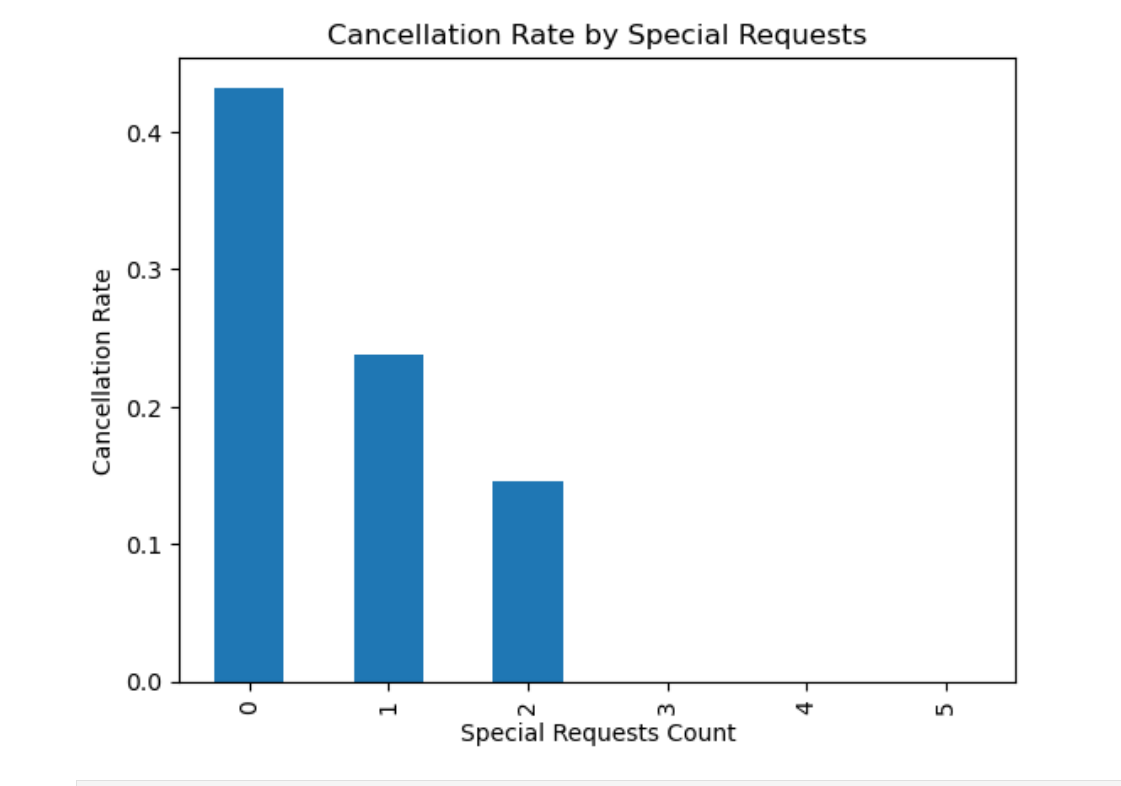 Cancellation Rate by Special Requests
0.4
0.3
0.2
0.1
0.0
Cancellation Rate
0 1 2 3 4 5
Special Requests Count